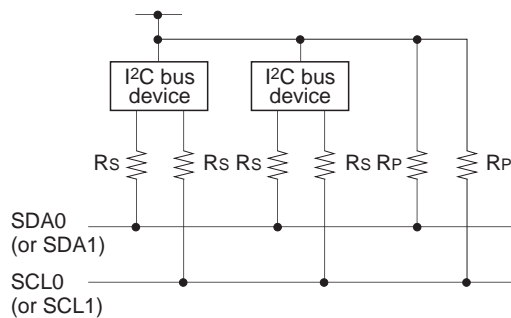 I²C bus
device
I²C bus
device
RS
RS
RS
RS
RP
RP
SDA0
(or SDA1)
SCL0
(or SCL1)